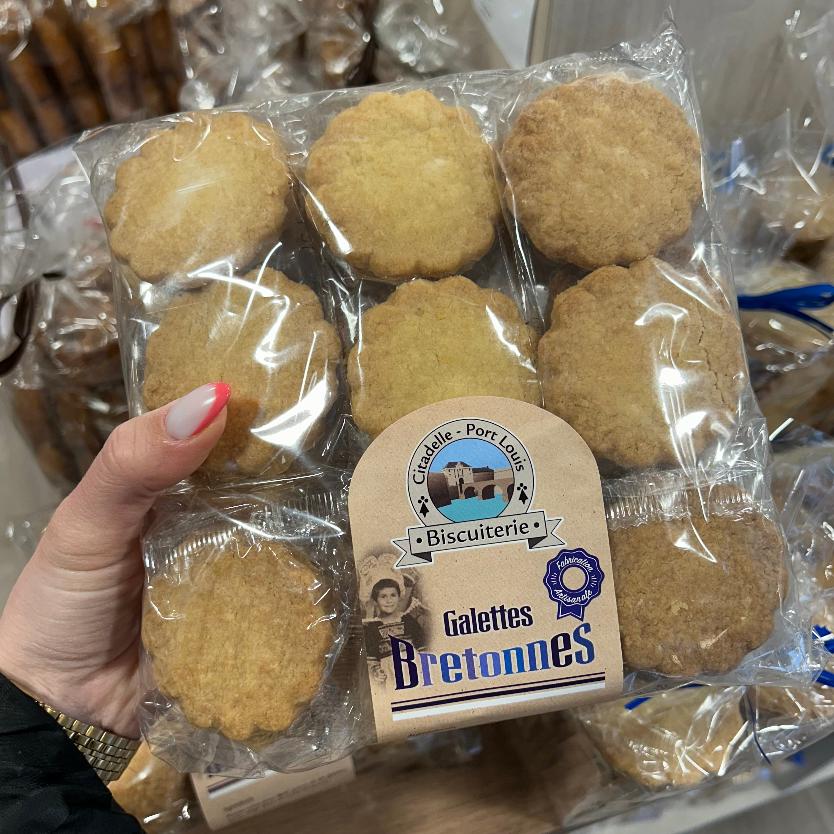 Citadelle - Port Louis
• Biscuiterie •
Fabrication
Artisanale
Galettes
Bretonnes